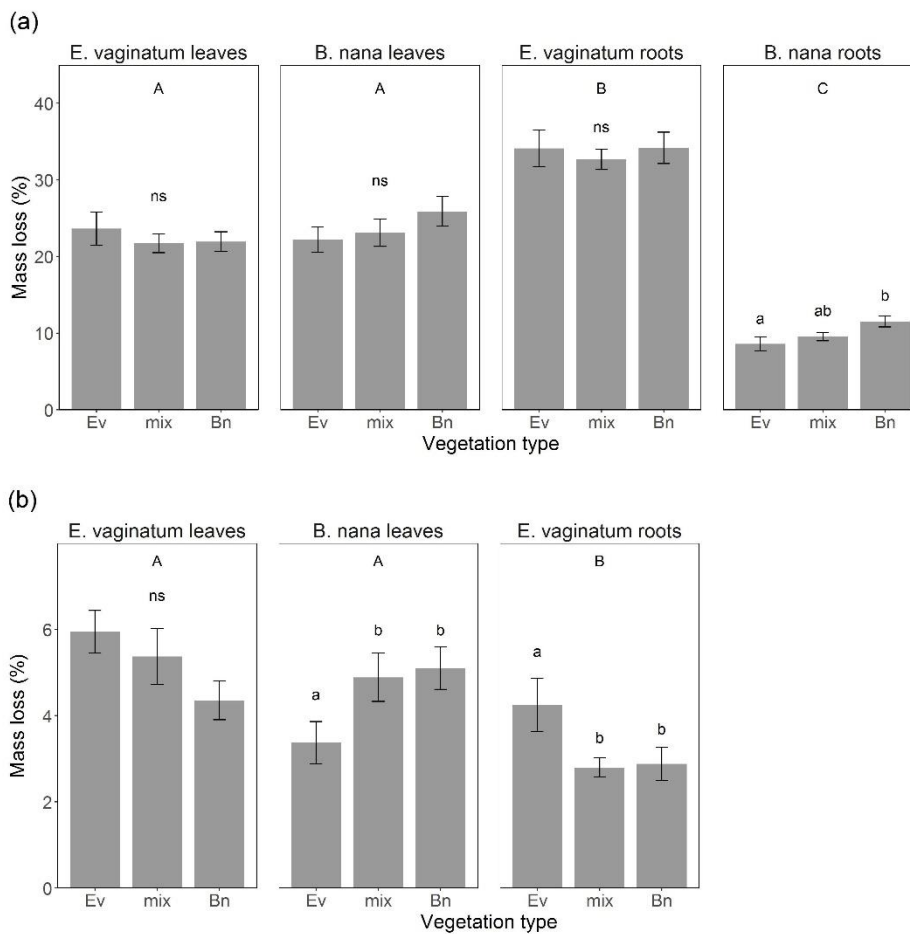 (a)
E. vaginatum leaves B. nana leaves E. vaginatum roots B. nana roots
A A B C
40
ns
30
ns ns
20
Mass loss (%)
10
a ab b
0
Ev mix Bn Ev mix Bn Ev mix Bn Ev mix Bn
Vegetation type
(b)
E. vaginatum leaves B. nana leaves E. vaginatum roots
A A B
ns
6
b b
a
4
a
b b
Mass loss (%)
2
0
Ev mix Bn Ev mix Bn Ev mix Bn
Vegetation type